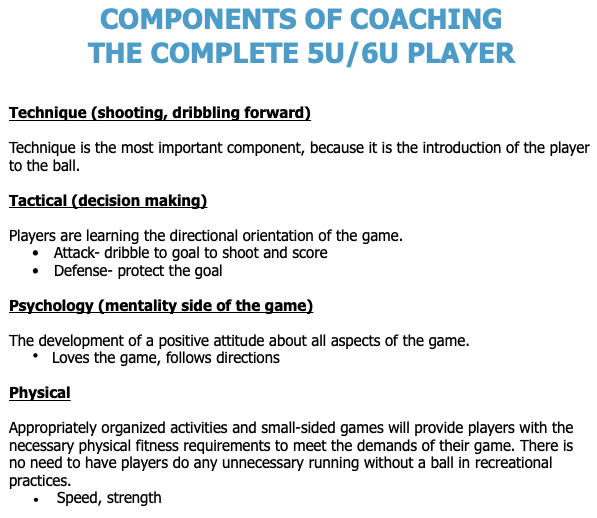 COMPONENTS OF COACHING
THE COMPLETE 5U/6U PLAYER
Technique (shooting, dribbling forward)
Technique is the most important component, because it is the introduction of the player
to the ball.
Tactical (decision making)
Players are learning the directional orientation of the game.
• Attack- dribble to goal to shoot and score
• Defense- protect the goal
Psychology (mentality side of the game)
The development of a positive attitude about all aspects of the game.
• Loves the game, follows directions
Physical
Appropriately organized activities and small-sided games will provide players with the
necessary physical fitness requirements to meet the demands of their game. There is
no need to have players do any unnecessary running without a ball in recreational
practices.
• Speed, strength